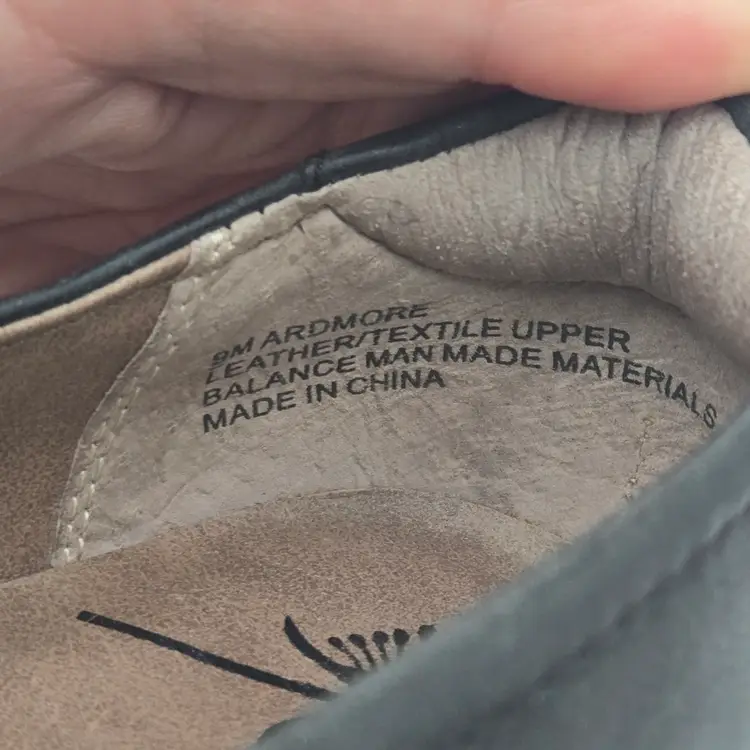 9M ARDMORE
LEATHER/TEXTILE UPPER
BALANCE MAN MADE MATERIALS
MADE IN CHINA